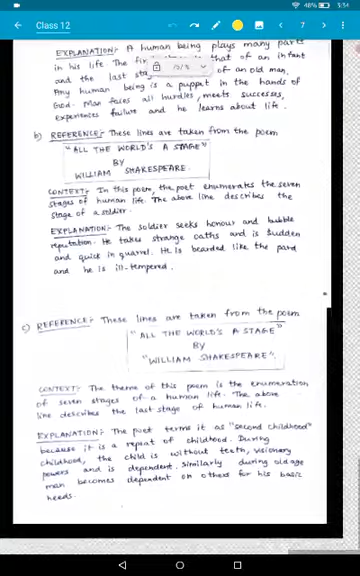 36%
5:54
Class 12
7
EXPLANATION: A human being plays many parts
in his life. The that of an infant
and the last of an old man.
Any human being is a puppet in the hands of
God. Man faces all hurdles, meets successes,
experiences failure and he learns about life.
b) REFERENCE:- These lines are taken from the poem
"ALL THE WORLD'S A STAGE"
BY
WILLIAM SHAKESPEARE.
CONTEXT:- In this poem, the poet enumerates the seven
stages of human life. The above line describes the
stage of a soldier.
EXPLANATION: The soldier seeks honour and bubble
reputation. He takes strange oaths and is sudden
and quick in quarrel. He is bearded like the pard
and he is ill-tempered.
c) REFERENCE:- These lines are taken from the poem
"ALL THE WORLD'S A STAGE"
BY
"WILLIAM SHAKESPEARE".
CONTEXT: The theme of this poem is the enumeration
of seven stages of a human life. The above
line describes the last stage of human life.
EXPLANATION: The poet terms it as "second childhood"
because it is a repeat of childhood. During
childhood, the child is without teeth, visionary
powers and is dependent. Similarly during old age
man becomes dependent on others for his basic
needs.